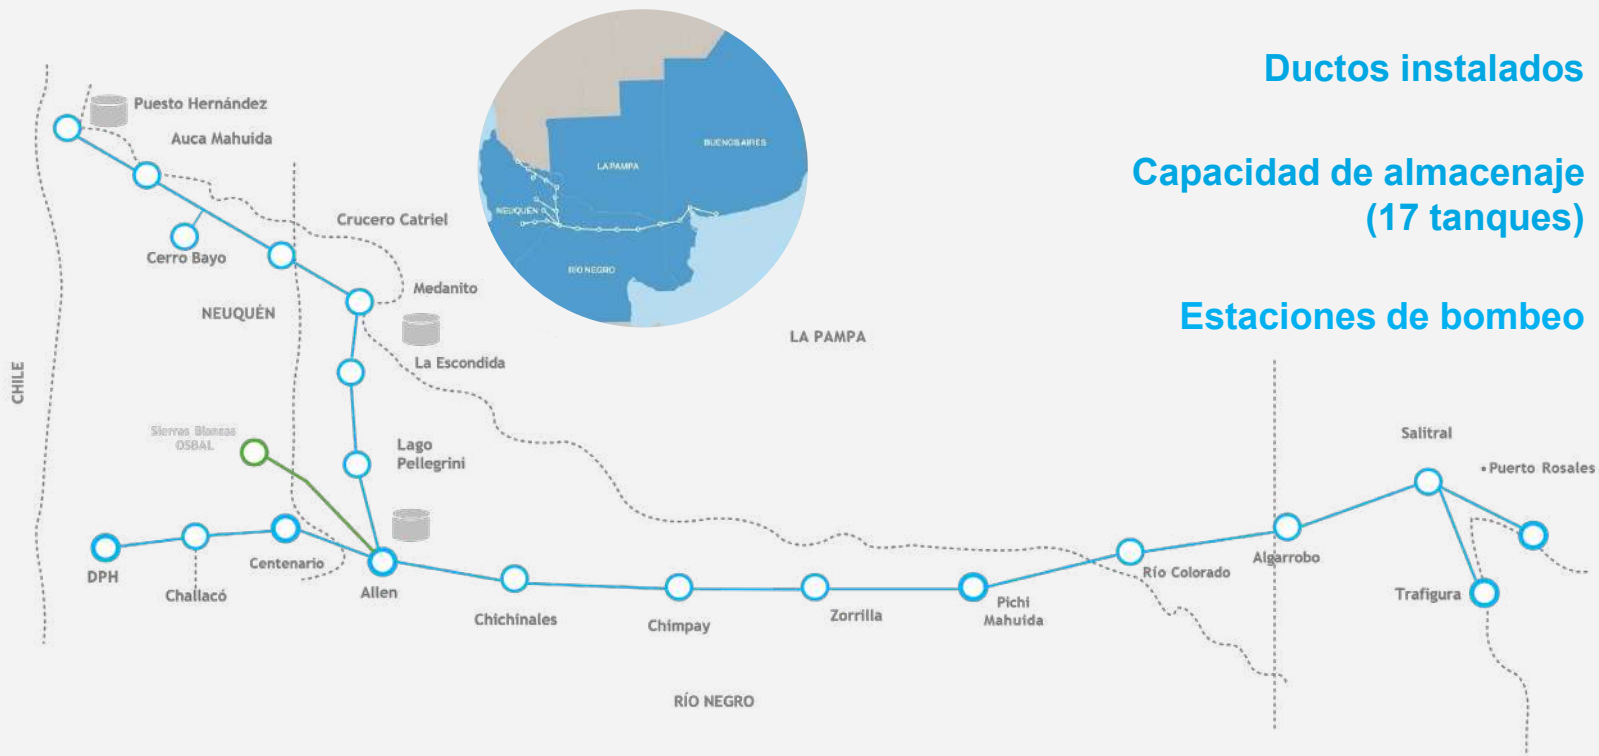 Ductos instalados
Capacidad de almacenaje
(17 tanques)
Estaciones de bombeo
Puesto Hernández
Auca Mahuida
Crucero Catriel
Cerro Bayo
Medanito
NEUQUÉN
La Escondida
CHILE
LA PAMPA
BUENOS AIRES
LA PAMPA
NEUQUÉN
RÍO NEGRO
Sierras Blancas
OSBAL
Lago
Pellegrini
Salitral
• Puerto Rosales
DPH
Challacó
Centenario
Allen
Chichinales
Chimpay
Zorrilla
Pichi
Mahuida
Río Colorado
Algarrobo
Trafigura
RÍO NEGRO